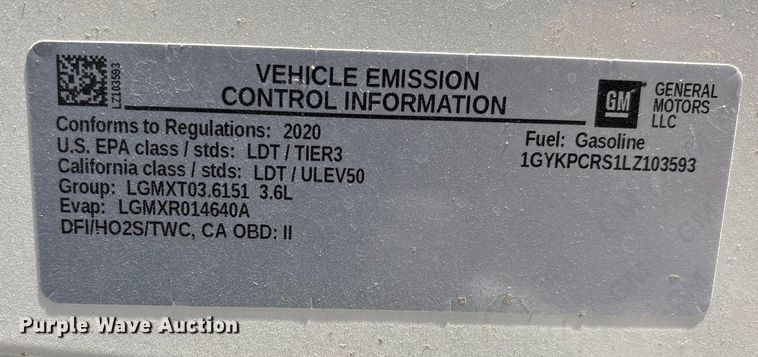 LZ103593
VEHICLE EMISSION
CONTROL INFORMATION
GM
GENERAL
MOTORS
LLC
Conforms to Regulations: 2020
U.S. EPA class / stds: LDT / TIER3
California class / stds: LDT / ULEV50
Group: LGMXT03.6151 3.6L
Evap: LGMXR014640A
DFI/HO2S/TWC, CA OBD: II
Fuel: Gasoline
1GYKPCRS1LZ103593
Purple Wave Auction